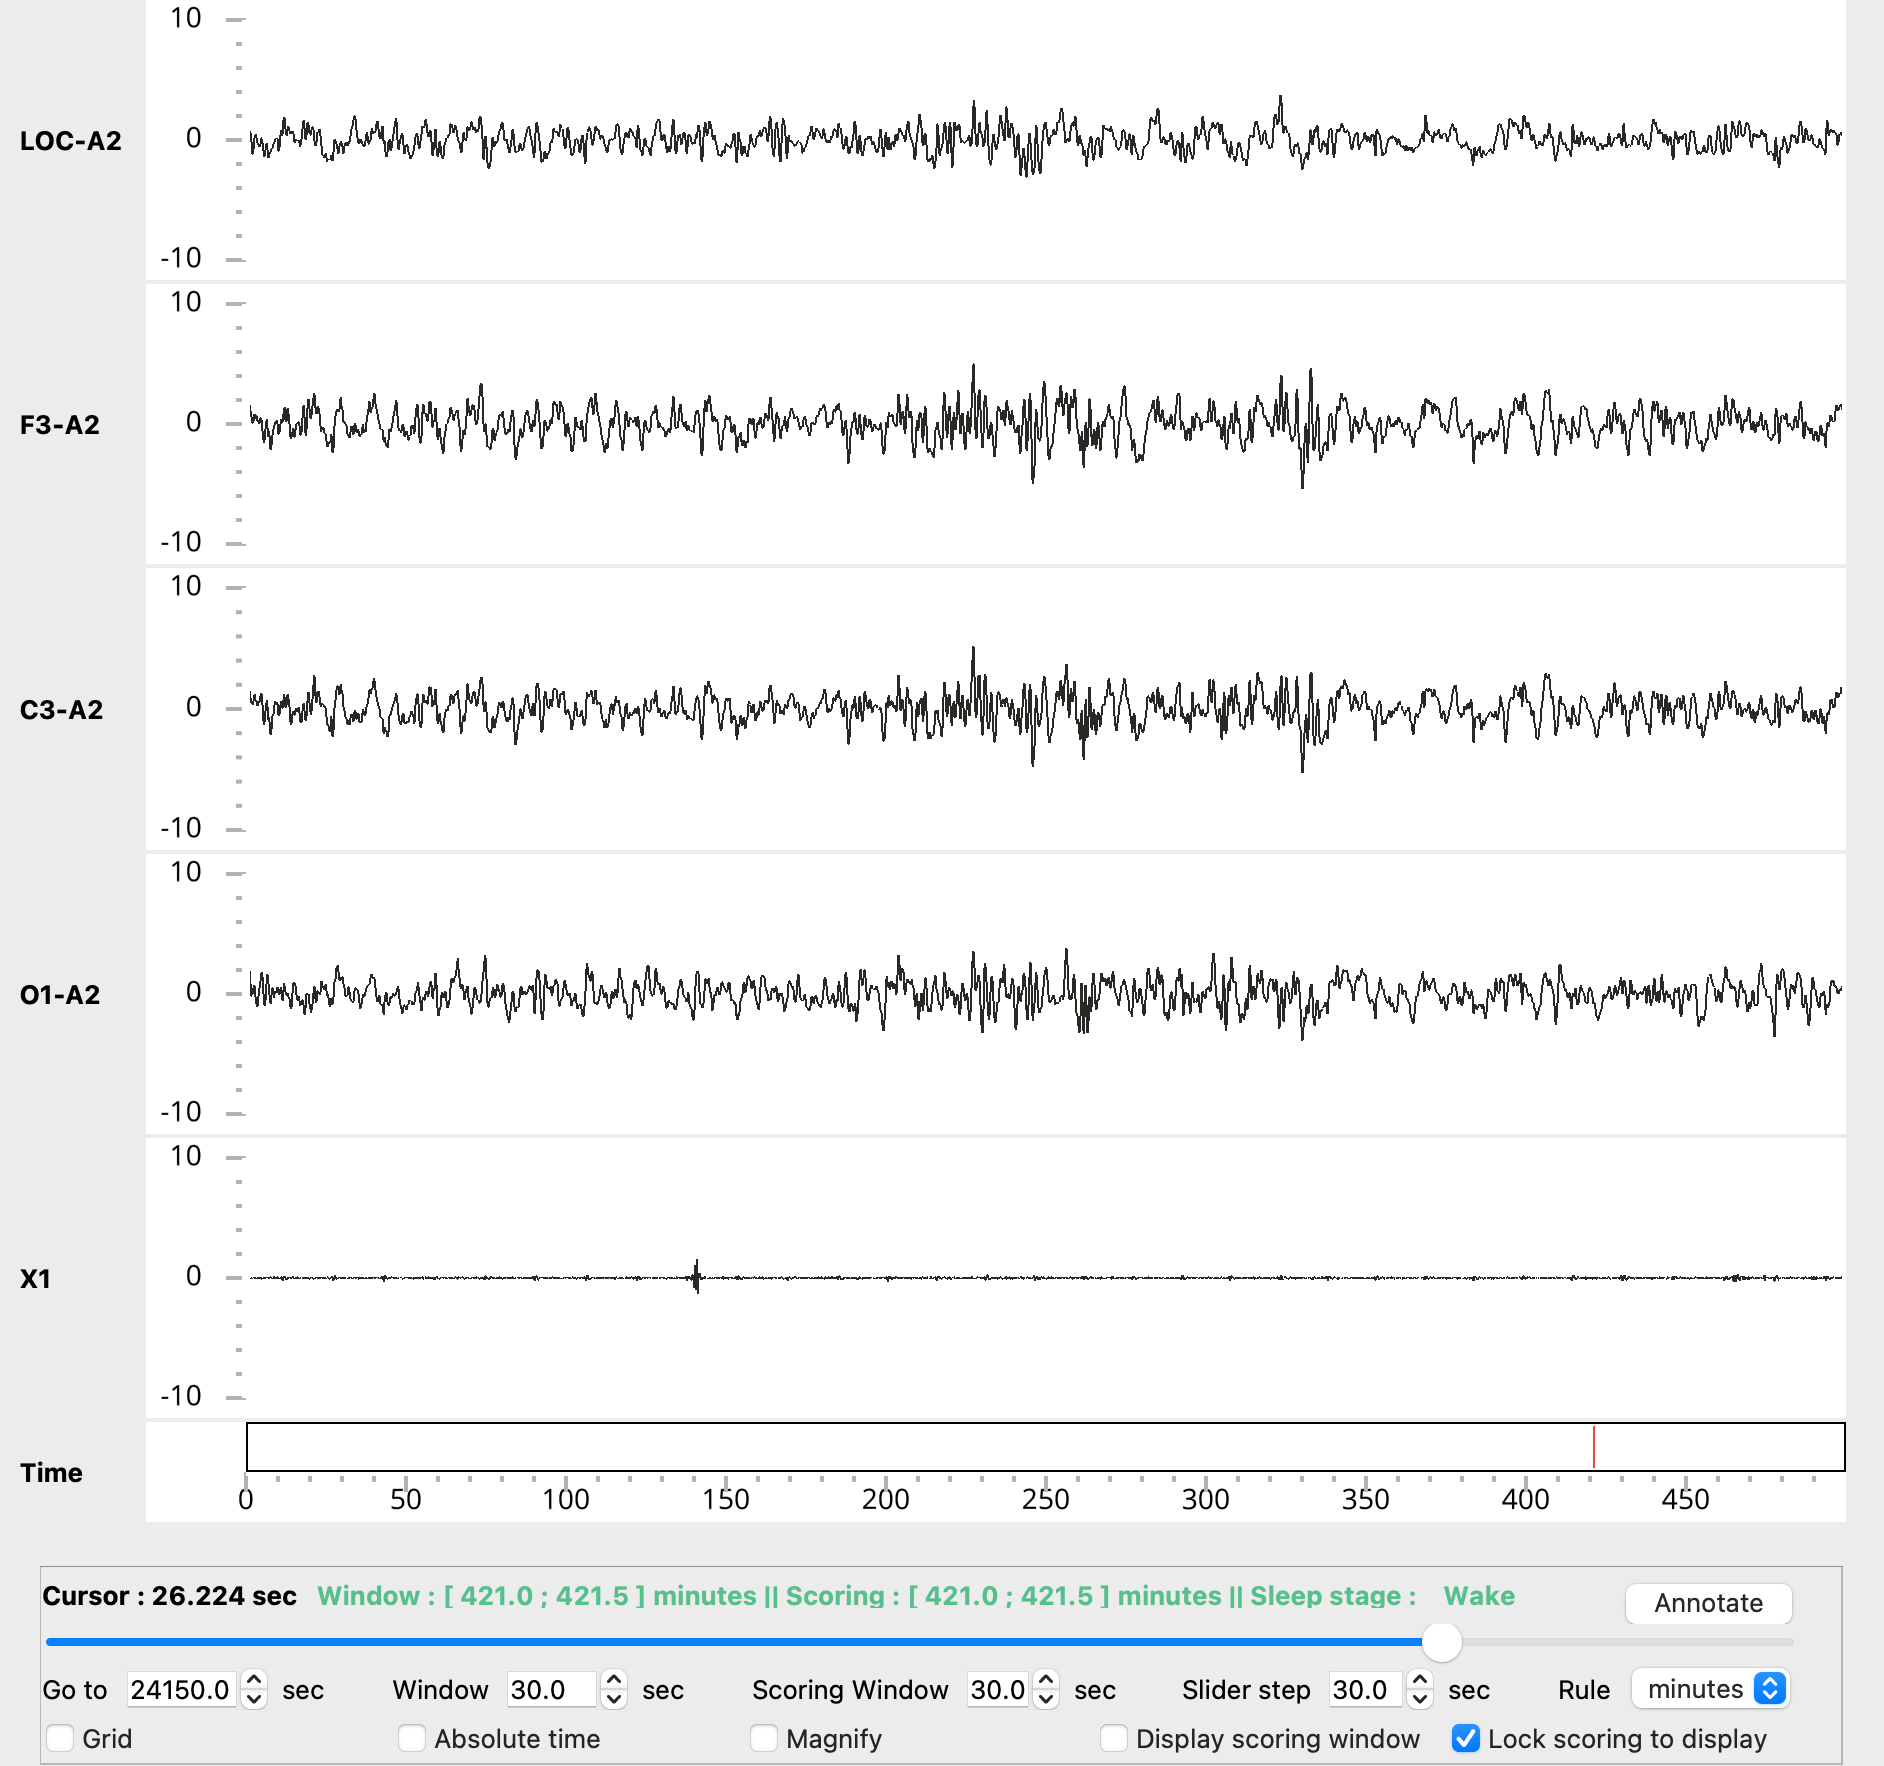 10
LOC-A2 0
-10
10
F3-A2 0
-10
10
C3-A2 0
-10
10
O1-A2 0
-10
10
X1 0
-10
Time
0 50 100 150 200 250 300 350 400 450
Cursor : 26.224 sec Window : [ 421.0 ; 421.5 ] minutes || Scoring : [ 421.0 ; 421.5 ] minutes || Sleep stage : Wake Annotate
Go to 24150.0 sec Window 30.0 sec Scoring Window 30.0 sec Slider step 30.0 sec Rule minutes
Grid Absolute time Magnify Display scoring window Lock scoring to display